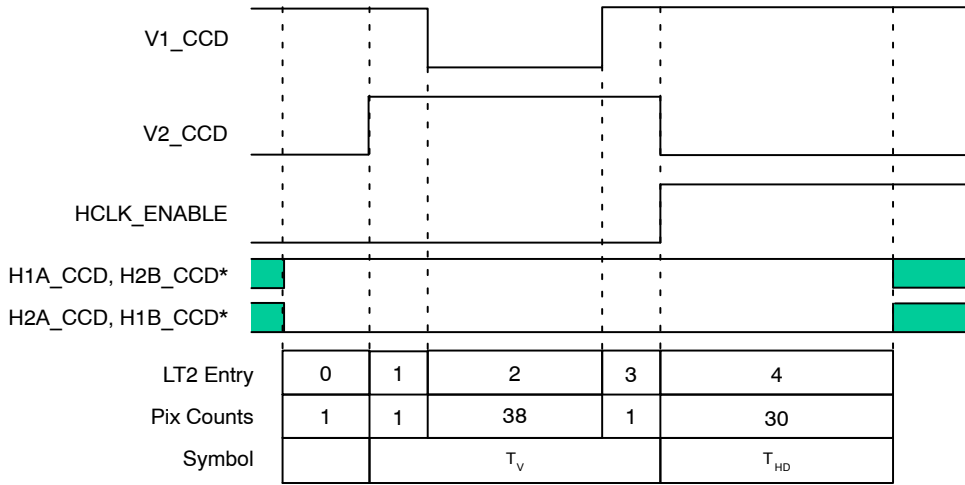 V1_CCD
V2_CCD
HCLK_ENABLE
H1A_CCD, H2B_CCD*
H2A_CCD, H1B_CCD*
LT2 Entry 0 1 2 3 4
Pix Counts 1 1 38 1 30
Symbol TV THD